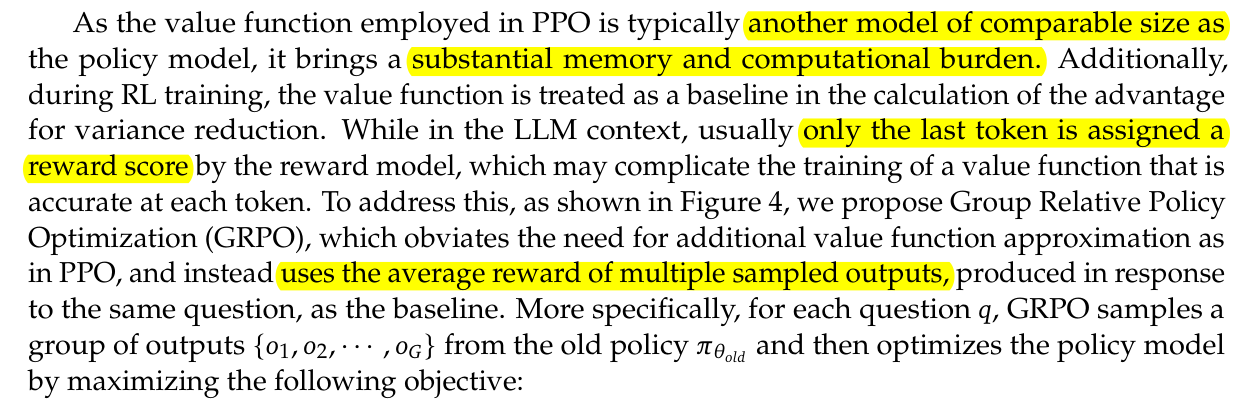 As the value function employed in PPO is typically another model of comparable size as
the policy model, it brings a substantial memory and computational burden. Additionally,
during RL training, the value function is treated as a baseline in the calculation of the advantage
for variance reduction. While in the LLM context, usually only the last token is assigned a
reward score by the reward model, which may complicate the training of a value function that is
accurate at each token. To address this, as shown in Figure 4, we propose Group Relative Policy
Optimization (GRPO), which obviates the need for additional value function approximation as
in PPO, and instead uses the average reward of multiple sampled outputs, produced in response
to the same question, as the baseline. More specifically, for each question q, GRPO samples a
group of outputs {o₁, o₂, · · · , o_G} from the old policy π_θ_old and then optimizes the policy model
by maximizing the following objective: